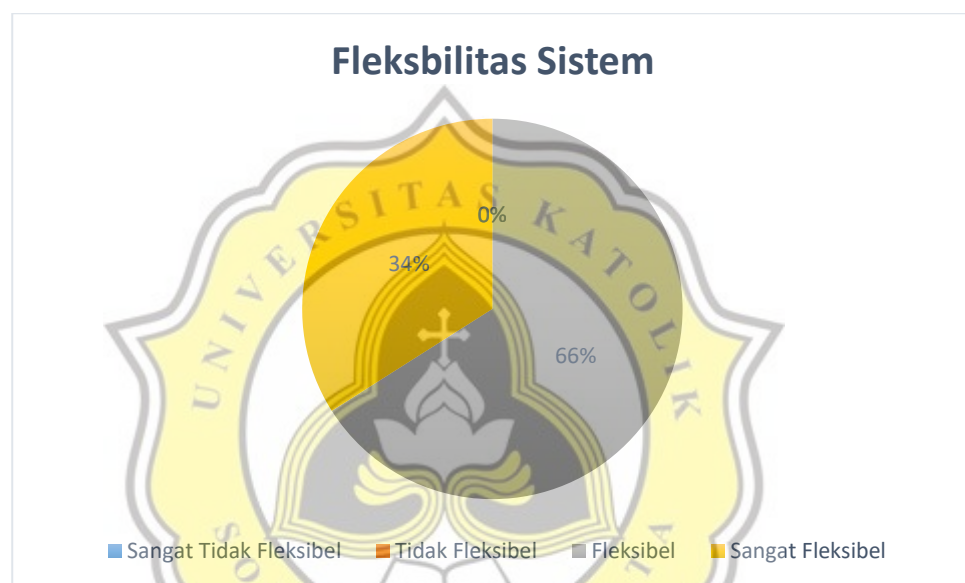 Fleksbilitas Sistem
UNIVERSITAS KATOLIK
0%
34%
66%
Sangat Tidak Fleksibel Tidak Fleksibel Fleksibel Sangat Fleksibel